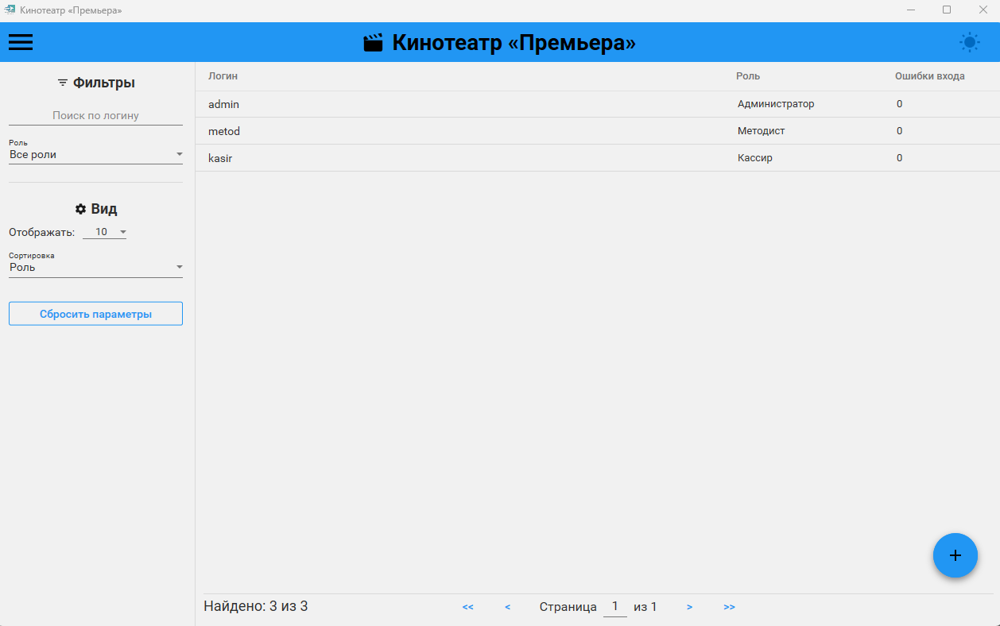 Кинотеатр «Премьера»
Кинотеатр «Премьера»
Фильтры
Поиск по логину
Роль
Все роли
Вид
Отображать: 10
Сортировка
Роль
Сбросить параметры
Логин Роль Ошибки входа
admin Администратор 0
metod Методист 0
kasir Кассир 0
+
Найдено: 3 из 3 << < Страница 1 из 1 > >>